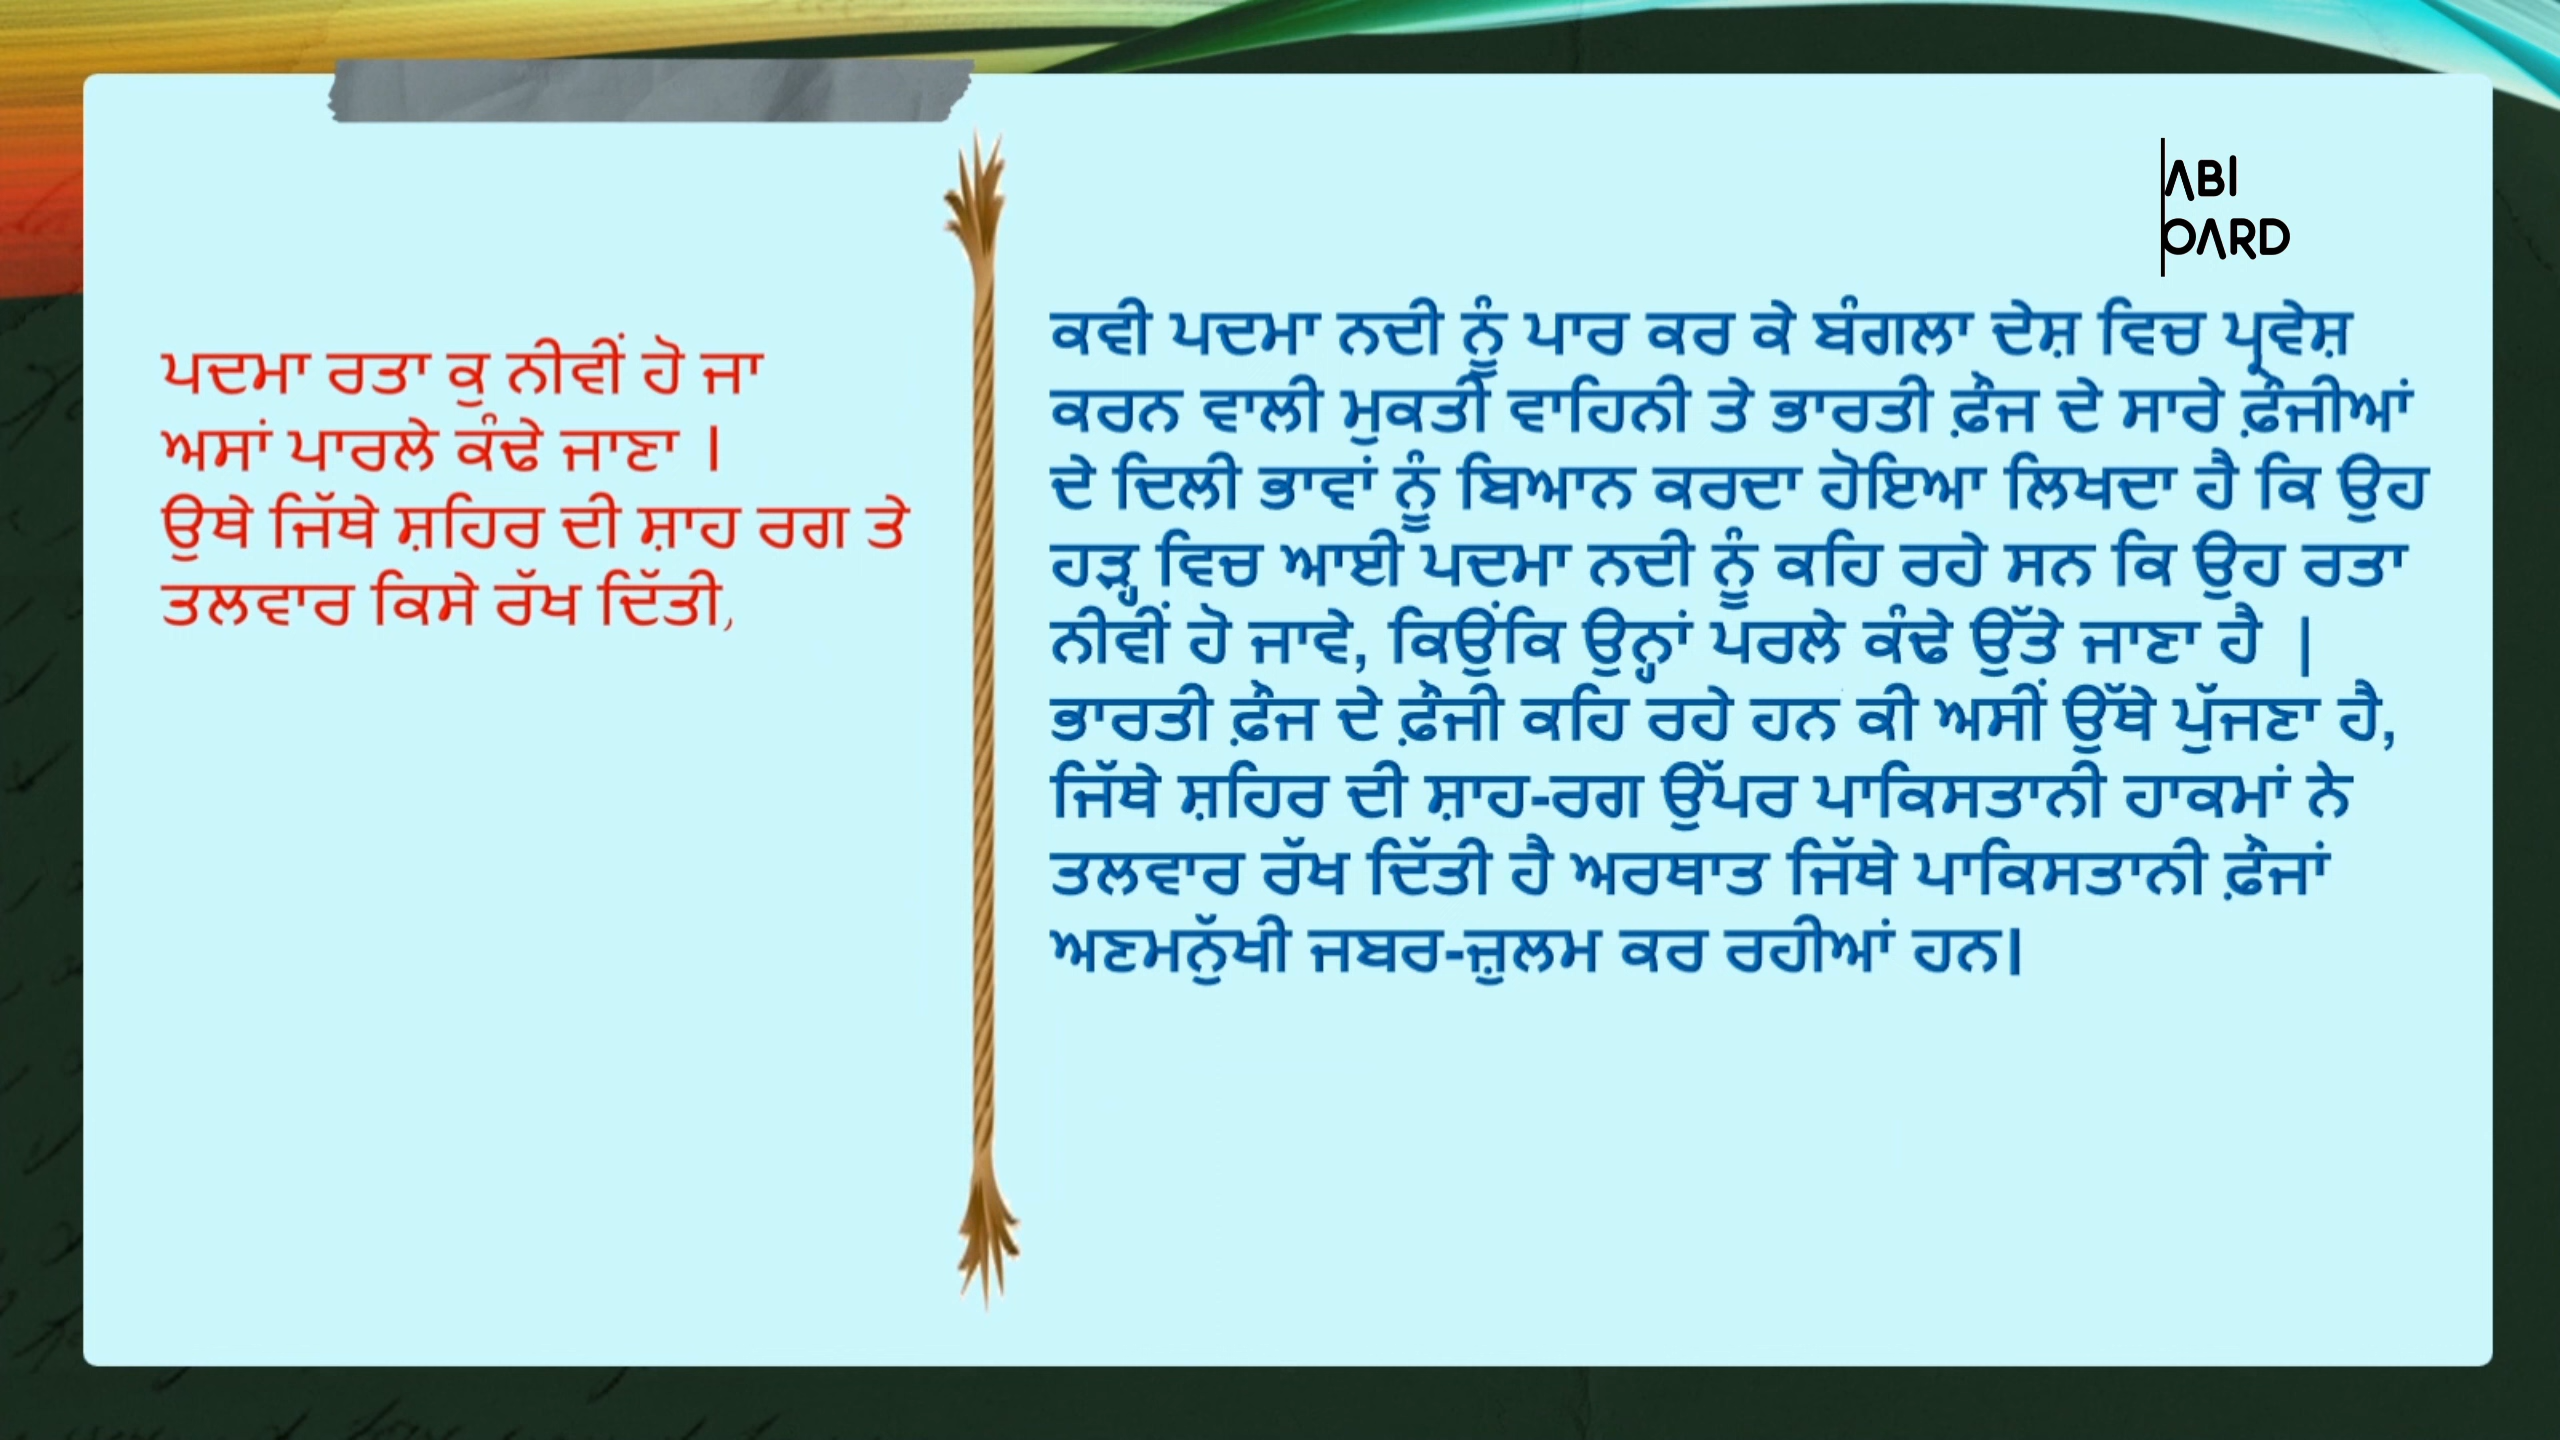 ABI
OARD
ਪਦਮਾ ਰਤਾ ਕੁ ਨੀਵੀਂ ਹੋ ਜਾ
ਅਸਾਂ ਪਾਰਲੇ ਕੰਢੇ ਜਾਣਾ ।
ਉਥੇ ਜਿੱਥੇ ਸ਼ਹਿਰ ਦੀ ਸ਼ਾਹ ਰਗ ਤੇ
ਤਲਵਾਰ ਕਿਸੇ ਰੱਖ ਦਿੱਤੀ,
ਕਵੀ ਪਦਮਾ ਨਦੀ ਨੂੰ ਪਾਰ ਕਰ ਕੇ ਬੰਗਲਾ ਦੇਸ਼ ਵਿਚ ਪ੍ਰਵੇਸ਼
ਕਰਨ ਵਾਲੀ ਮੁਕਤੀ ਵਾਹਿਨੀ ਤੇ ਭਾਰਤੀ ਫ਼ੌਜ ਦੇ ਸਾਰੇ ਫ਼ੌਜੀਆਂ
ਦੇ ਦਿਲੀ ਭਾਵਾਂ ਨੂੰ ਬਿਆਨ ਕਰਦਾ ਹੋਇਆ ਲਿਖਦਾ ਹੈ ਕਿ ਉਹ
ਹੜ੍ਹ ਵਿਚ ਆਈ ਪਦਮਾ ਨਦੀ ਨੂੰ ਕਹਿ ਰਹੇ ਸਨ ਕਿ ਉਹ ਰਤਾ
ਨੀਵੀਂ ਹੋ ਜਾਵੇ, ਕਿਉਂਕਿ ਉਨ੍ਹਾਂ ਪਰਲੇ ਕੰਢੇ ਉੱਤੇ ਜਾਣਾ ਹੈ |
ਭਾਰਤੀ ਫ਼ੌਜ ਦੇ ਫ਼ੌਜੀ ਕਹਿ ਰਹੇ ਹਨ ਕੀ ਅਸੀਂ ਉੱਥੇ ਪੁੱਜਣਾ ਹੈ,
ਜਿੱਥੇ ਸ਼ਹਿਰ ਦੀ ਸ਼ਾਹ-ਰਗ ਉੱਪਰ ਪਾਕਿਸਤਾਨੀ ਹਾਕਮਾਂ ਨੇ
ਤਲਵਾਰ ਰੱਖ ਦਿੱਤੀ ਹੈ ਅਰਥਾਤ ਜਿੱਥੇ ਪਾਕਿਸਤਾਨੀ ਫ਼ੌਜਾਂ
ਅਣਮਨੁੱਖੀ ਜਬਰ-ਜ਼ੁਲਮ ਕਰ ਰਹੀਆਂ ਹਨ।